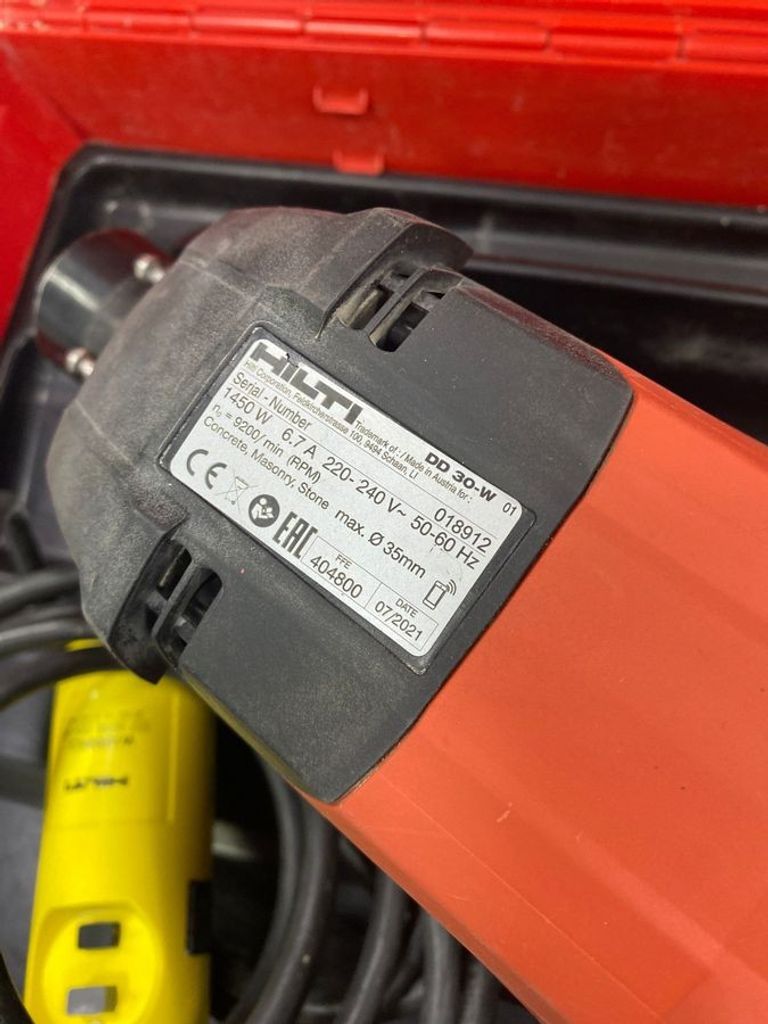 HILTI
Trademark of: / Made in Austria for:
Hilti Corporation, Feldkircherstrasse 100, 9494 Schaan, LI
DD 30-W 01
Serial - Number 018912
1450 W 6.7 A 220- 240 V~ 50-60 Hz
n₀ = 9200/ min (RPM)
Concrete, Masonry, Stone max. Ø 35mm
CE EAC
FFE DATE
404800 07/2021
HILTI